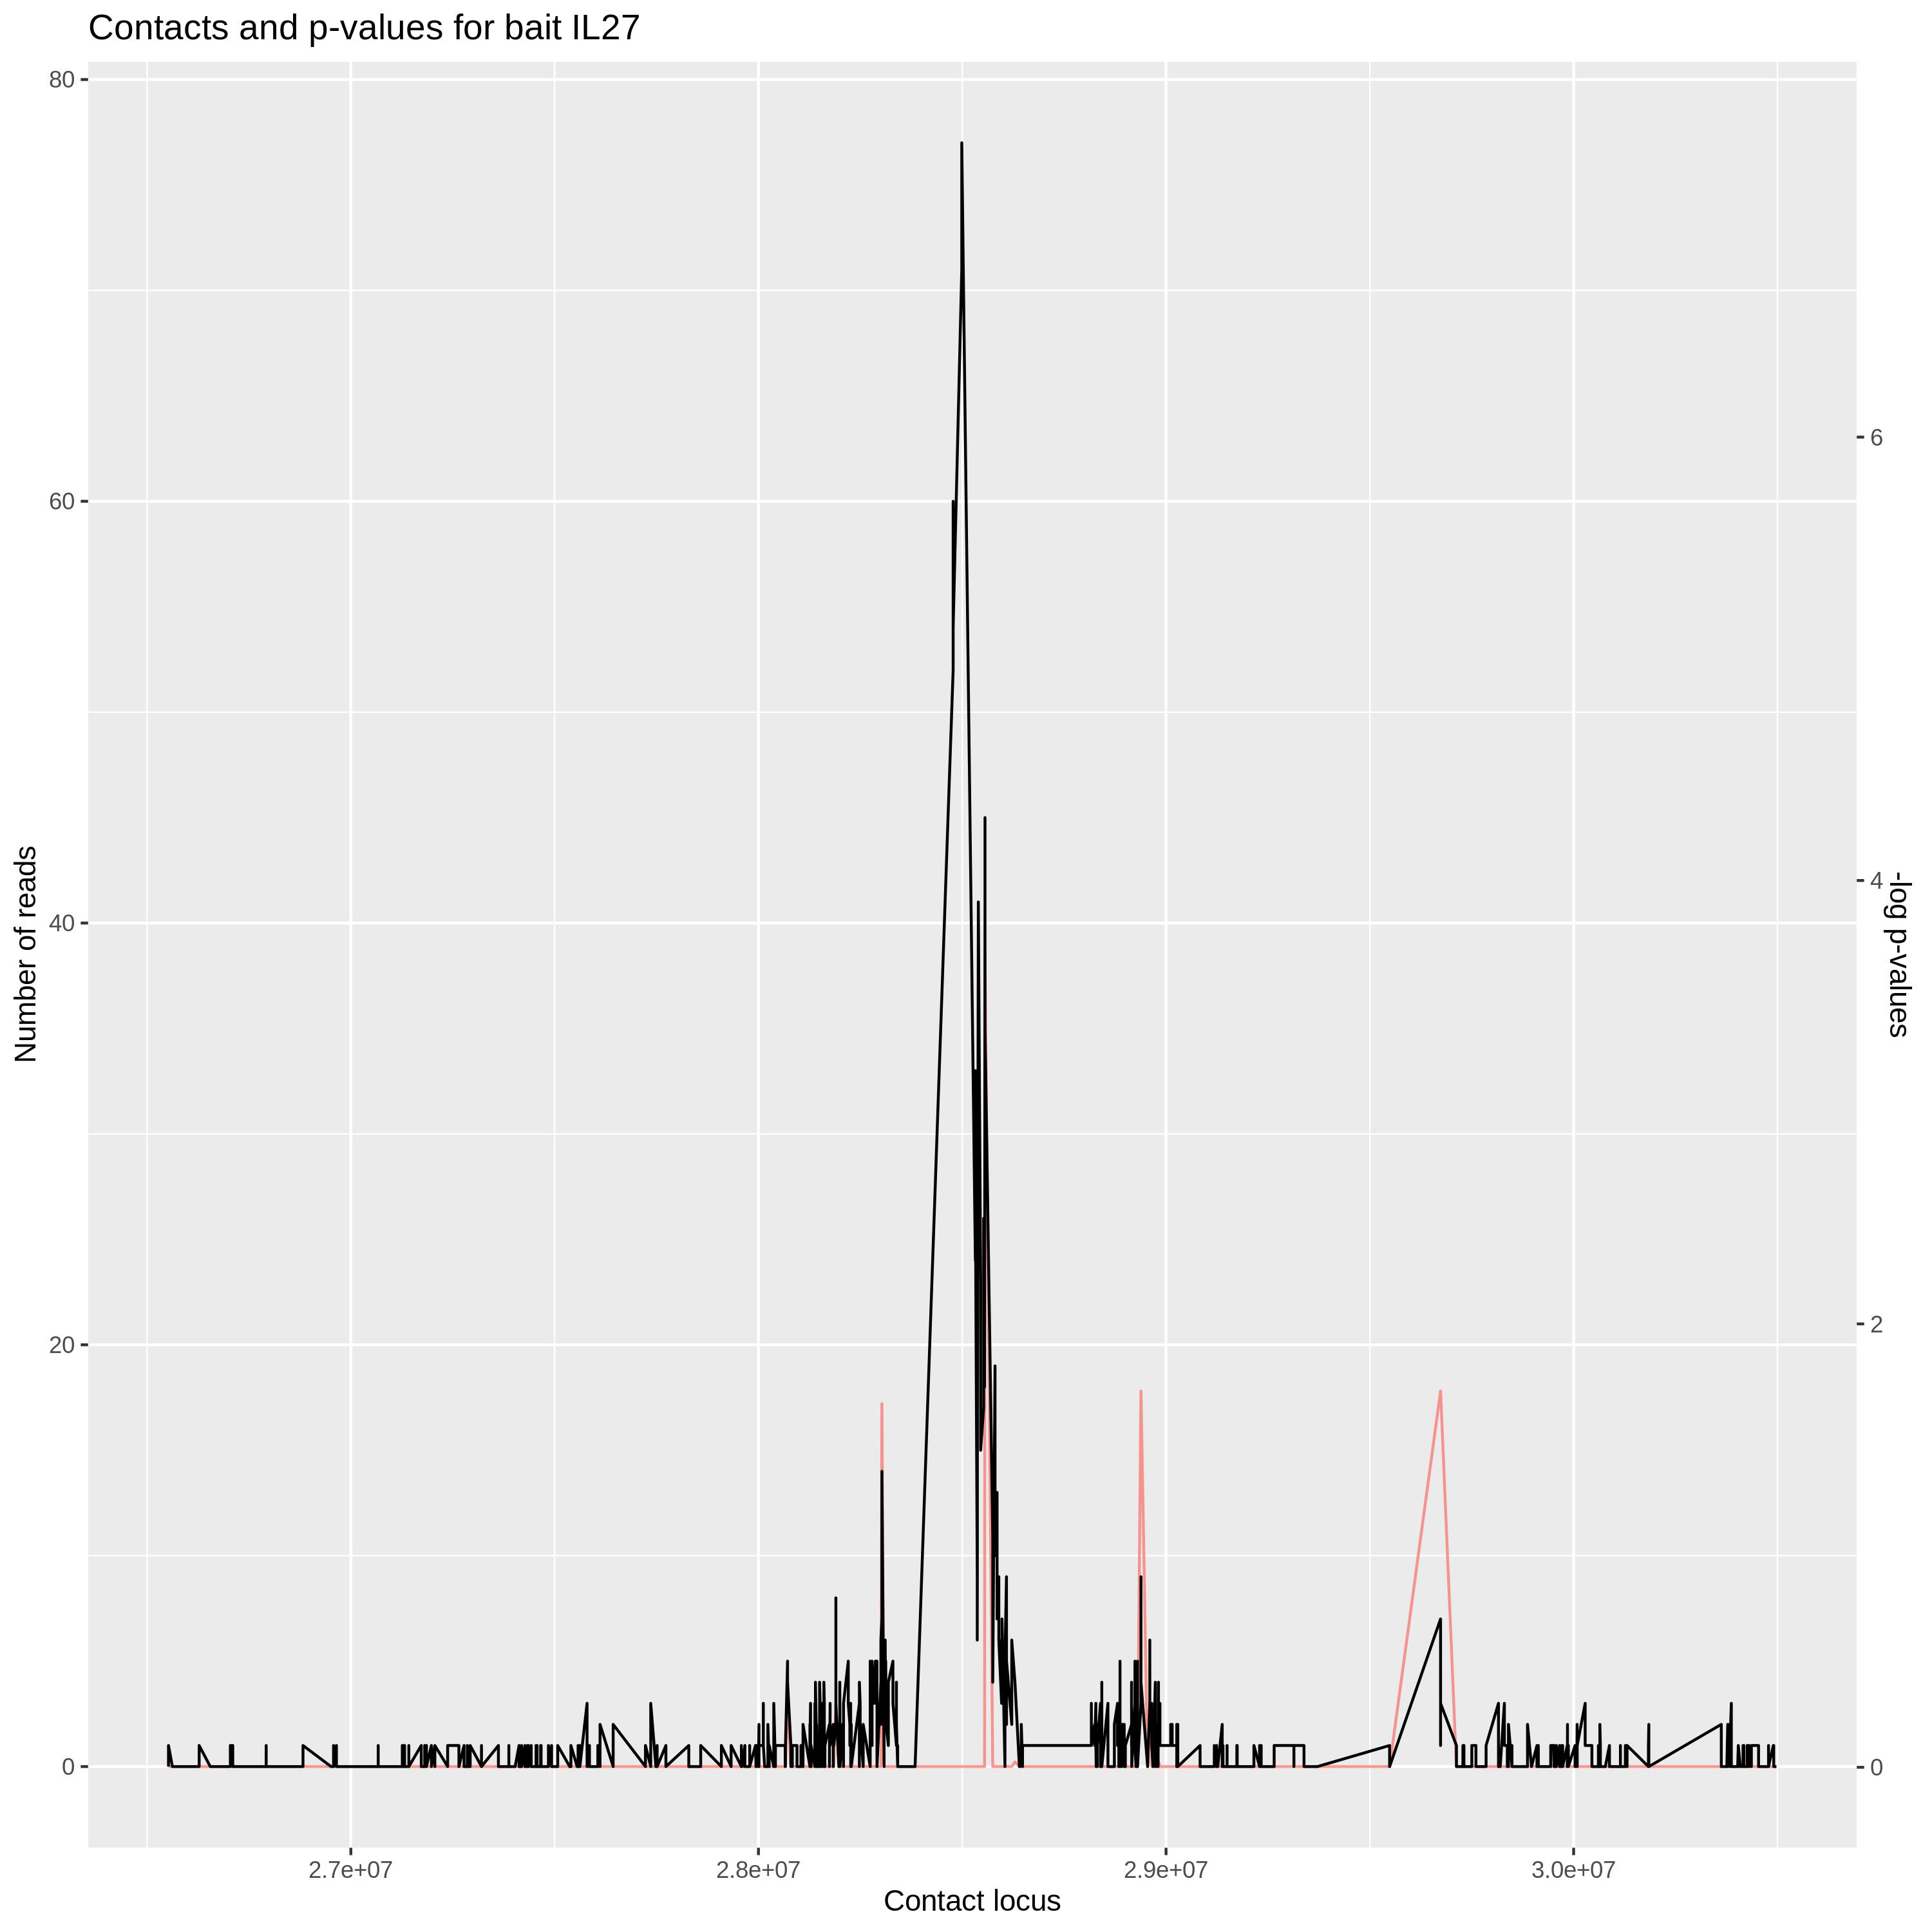 Contacts and p-values for bait IL27
80
60
40
20
0
Number of reads
6
4
2
0
-log p-values
2.7e+07
2.8e+07
2.9e+07
3.0e+07
Contact locus